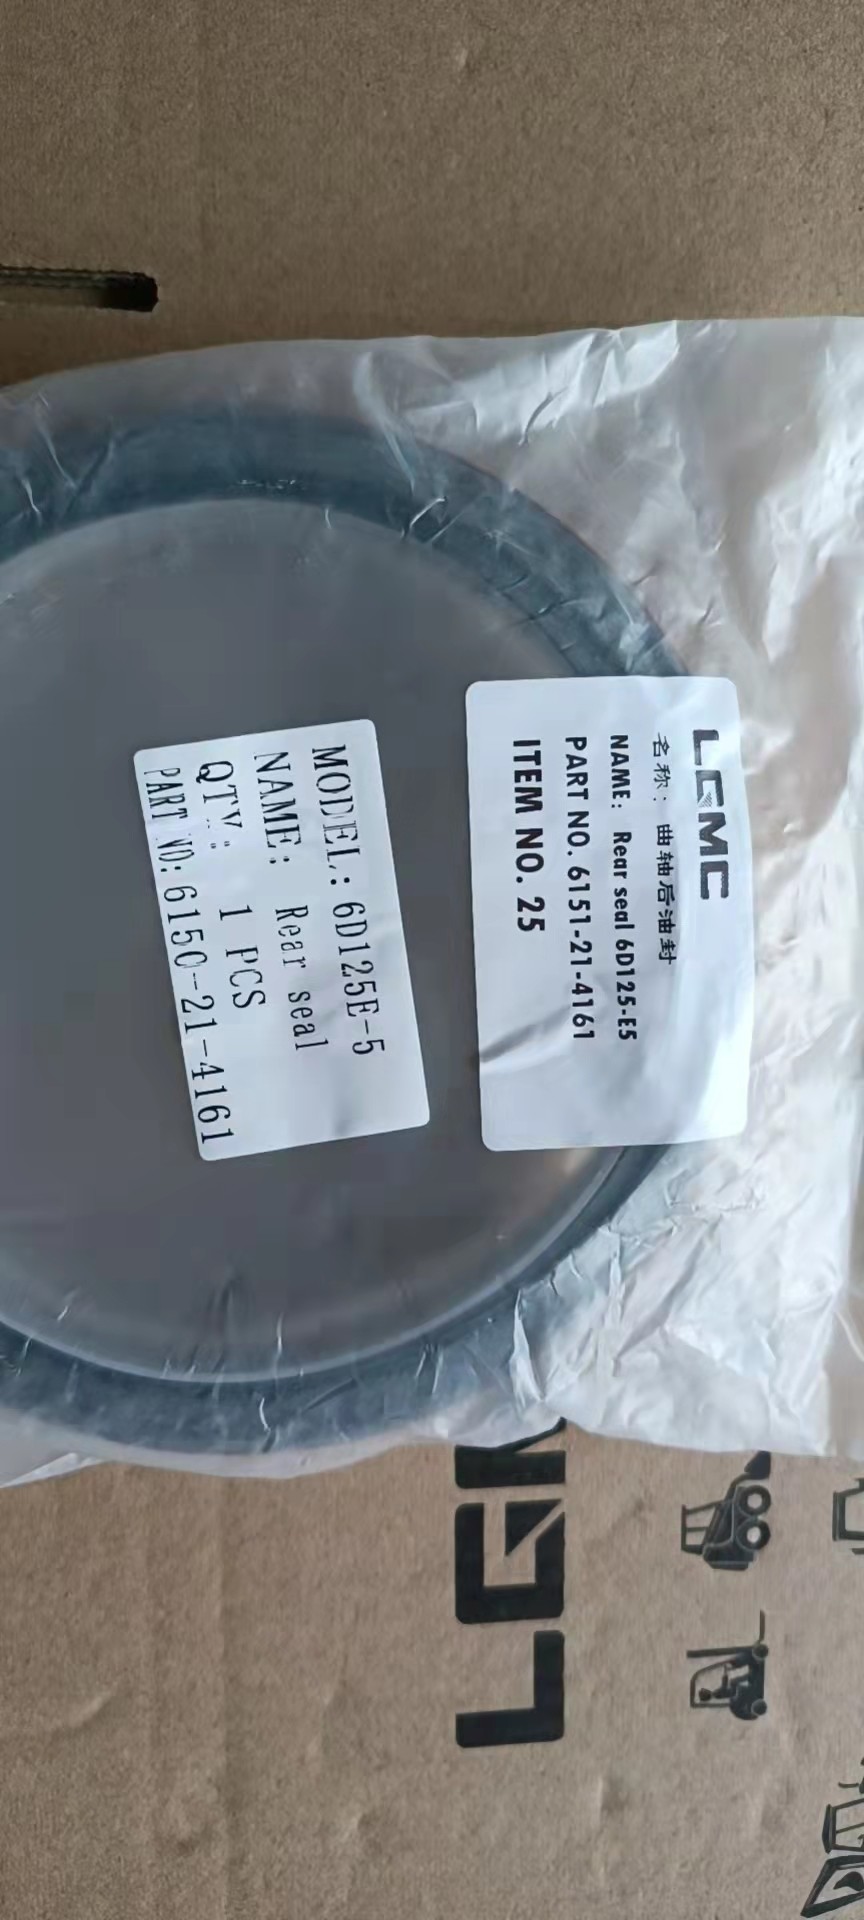 LGMC
名称：曲轴后油封
NAME: Rear seal 6D125-E5
PART NO. 6151-21-4161
ITEM NO. 25
MODEL: 6D125E-5
NAME: Rear seal
QTY: 1 PCS
PART NO: 6150-21-4161
LGM